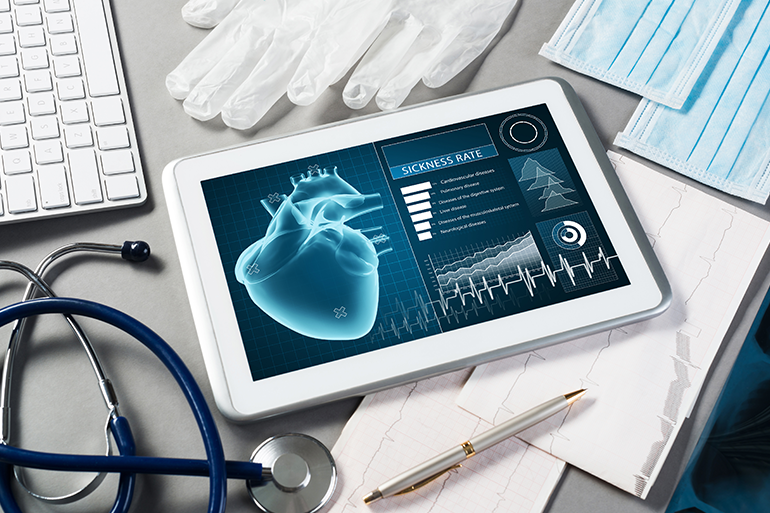 SICKNESS RATE
Cardiovascular diseases
Pulmonary disease
Diseases of the digestive system
Liver disease
Diseases of the musculoskeletal system
Neurological diseases